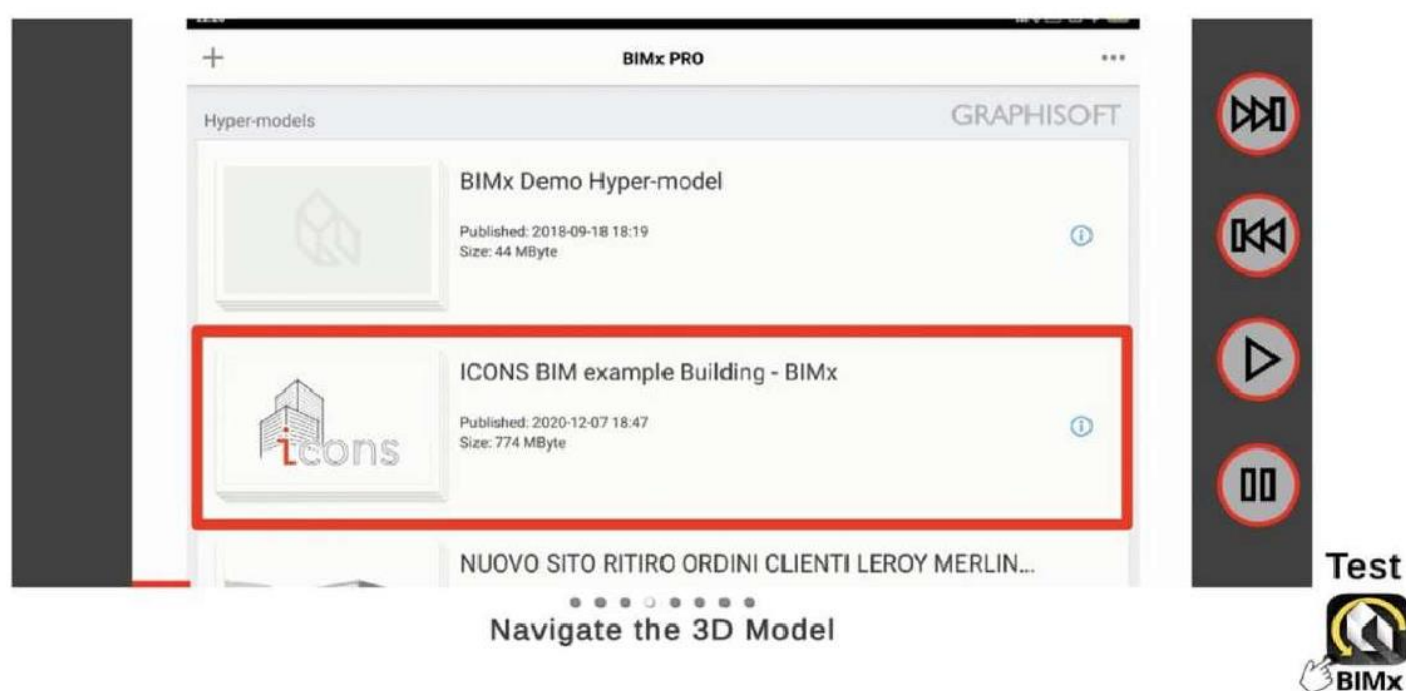 BIMx PRO
Hyper-models
GRAPHISOFT
BIMx Demo Hyper-model
Published: 2018-09-18 18:19
Size: 44 MByte
ICONS BIM example Building - BIMx
Published: 2020-12-07 18:47
Size: 774 MByte
icons
NUOVO SITO RITIRO ORDINI CLIENTI LEROY MERLIN...
Navigate the 3D Model
Test
BIMx